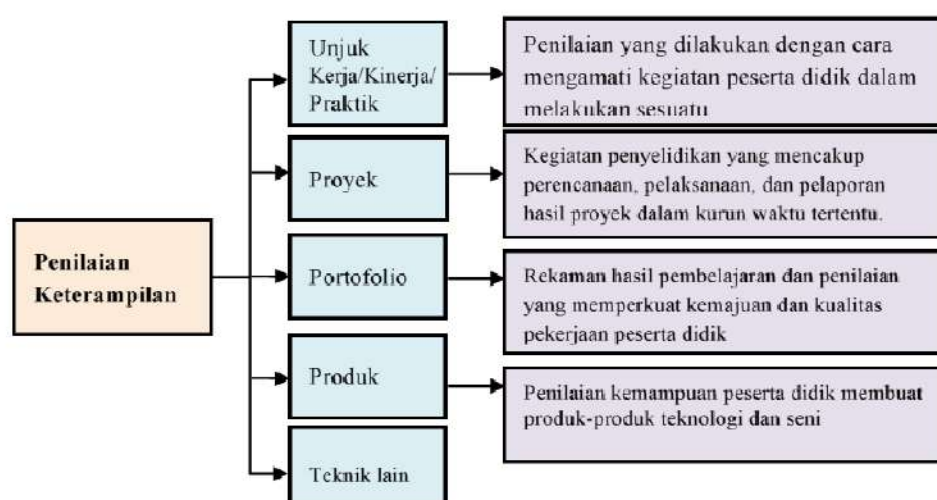 Penilaian
Keterampilan
Unjuk
Kerja/Kinerja/
Praktik
Penilaian yang dilakukan dengan cara
mengamati kegiatan peserta didik dalam
melakukan sesuatu
Proyek
Kegiatan penyelidikan yang mencakup
perencanaan, pelaksanaan, dan pelaporan
hasil proyek dalam kurun waktu tertentu.
Portofolio
Rekaman hasil pembelajaran dan penilaian
yang memperkuat kemajuan dan kualitas
pekerjaan peserta didik
Produk
Penilaian kemampuan peserta didik membuat
produk-produk teknologi dan seni
Teknik lain